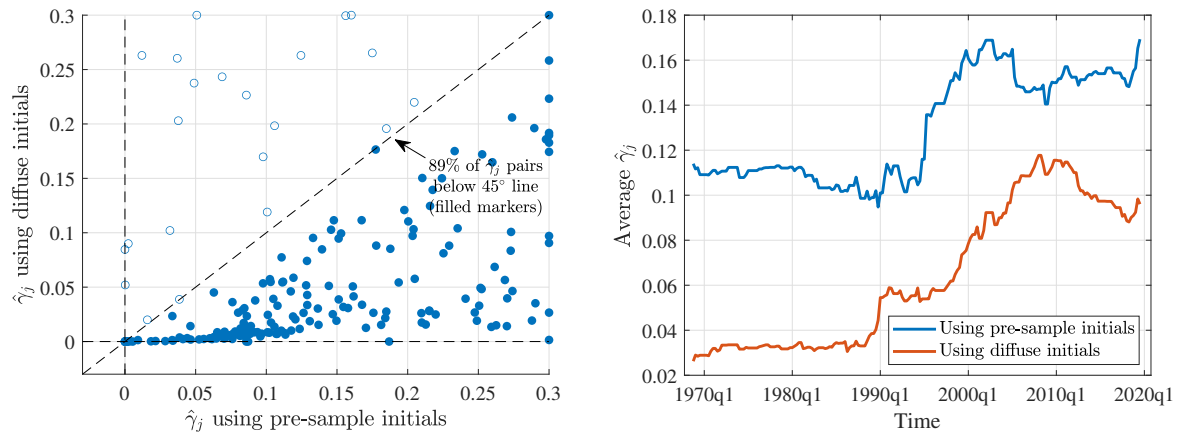 0.3
0.25
0.2
0.15
0.1
0.05
0
γ̂j using diffuse initials
89% of γ̂j pairs
below 45° line
(filled markers)
0 0.05 0.1 0.15 0.2 0.25 0.3
γ̂j using pre-sample initials
0.18
0.16
0.14
0.12
0.1
0.08
0.06
0.04
0.02
Average γ̂j
Using pre-sample initials
Using diffuse initials
1970q1 1980q1 1990q1 2000q1 2010q1 2020q1
Time